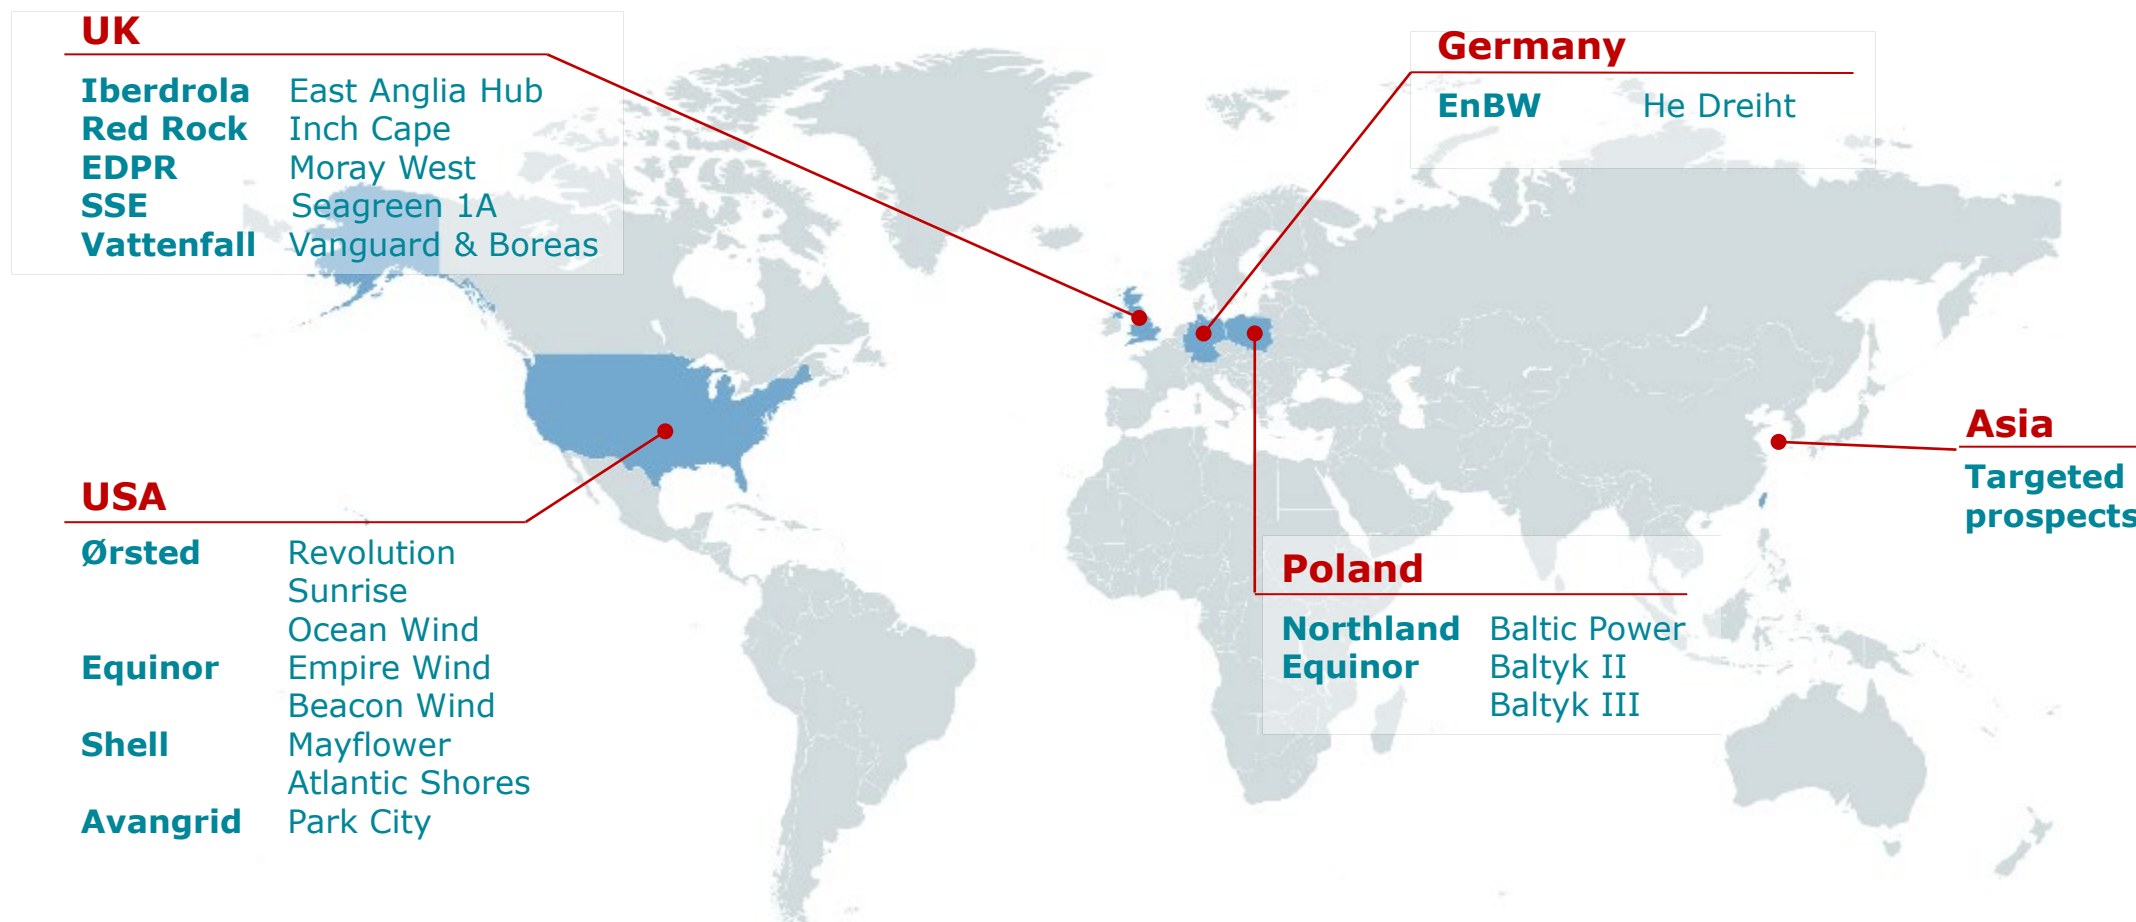 UK
Iberdrola East Anglia Hub
Red Rock Inch Cape
EDPR Moray West
SSE Seagreen 1A
Vattenfall Vanguard & Boreas
Germany
EnBW He Dreiht
Asia
Targeted
prospects
USA
Ørsted Revolution
Sunrise
Ocean Wind
Equinor Empire Wind
Beacon Wind
Shell Mayflower
Atlantic Shores
Avangrid Park City
Poland
Northland Baltic Power
Equinor Baltyk II
Baltyk III